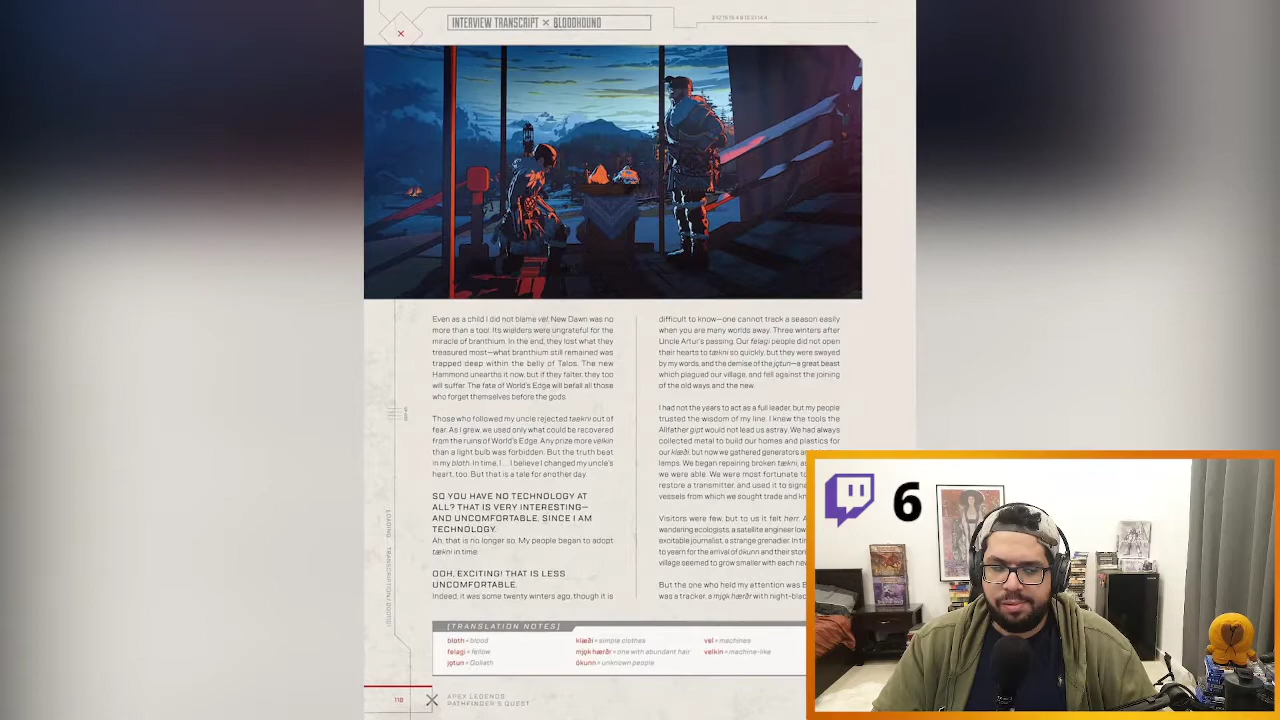 INTERVIEW TRANSCRIPT × BLOODHOUND
Even as a child I did not blame vel. New Dawn was no
more than a tool. Its wielders were ungrateful for the
miracle of branthium. In the end, they lost what they
treasured most—what branthium still remained was
trapped deep within the belly of Talos. The new
Hammond unearths it now, but if they falter, they too
will suffer. The fate of World's Edge will befall all those
who forget themselves before the gods.
Those who followed my uncle rejected tækni out of
fear. As I grew, we used only what could be recovered
from the ruins of World's Edge. Any prize more velkin
than a light bulb was forbidden. But the truth beat
in my bloth. In time, I... I believe I changed my uncle's
heart, too. But that is a tale for another day.
SO YOU HAVE NO TECHNOLOGY AT
ALL? THAT IS VERY INTERESTING—
AND UNCOMFORTABLE, SINCE I AM
TECHNOLOGY.
Ah, that is no longer so. My people began to adopt
tækni in time.
OOH, EXCITING! THAT IS LESS
UNCOMFORTABLE.
Indeed, it was some twenty winters ago, though it is
difficult to know—one cannot track a season easily
when you are many worlds away. Three winters after
Uncle Artur's passing. Our felagi people did not open
their hearts to tækni so quickly, but they were swayed
by my words, and the demise of the jǫtun—a great beast
which plagued our village, and fell against the joining
of the old ways and the new.
I had not the years to act as a full leader, but my people
trusted the wisdom of my line. I knew the tools the
Allfather gipt would not lead us astray. We had always
collected metal to build our homes and plastics for
our klæði, but now we gathered generators and
lamps. We began repairing broken tækni, as
we were able. We were most fortunate to
restore a transmitter, and used it to
vessels from which we sought trade and
Visitors were few, but to us it felt herr. A
wandering ecologists, a satellite engineer
excitable journalist, a strange grenadier. In
to yearn for the arrival of ókunn and their
village seemed to grow smaller with each
But the one who held my attention was
was a tracker, a mjǫk hærðr with
[TRANSLATION NOTES]
bloth = blood
klæði = simple clothes
vel = machines
felagi = fellow
mjǫk hærðr = one with abundant hair
velkin = machine-like
jǫtun = Goliath
ókunn = unknown people
118
APEX LEGENDS
PATHFINDER'S QUEST
6